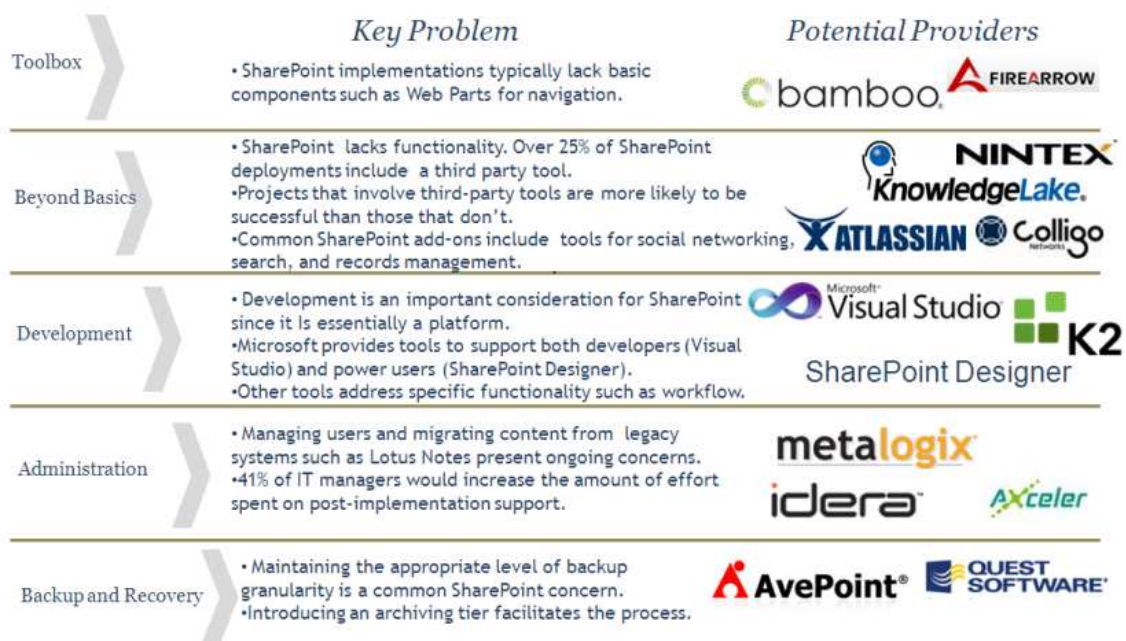 Key Problem
Potential Providers
Toolbox
• SharePoint implementations typically lack basic
components such as Web Parts for navigation.
bamboo
FIREARROW
Beyond Basics
• SharePoint lacks functionality. Over 25% of SharePoint
deployments include a third party tool.
•Projects that involve third-party tools are more likely to be
successful than those that don't.
•Common SharePoint add-ons include tools for social networking,
search, and records management.
NINTEX
KnowledgeLake.
ATLASSIAN
Colligo
Networks
Development
• Development is an important consideration for SharePoint
since it Is essentially a platform.
•Microsoft provides tools to support both developers (Visual
Studio) and power users (SharePoint Designer).
•Other tools address specific functionality such as workflow.
Microsoft®
Visual Studio
K2
SharePoint Designer
Administration
• Managing users and migrating content from legacy
systems such as Lotus Notes present ongoing concerns.
•41% of IT managers would increase the amount of effort
spent on post-implementation support.
metalogix
idera™
AXceler
Backup and Recovery
• Maintaining the appropriate level of backup
granularity is a common SharePoint concern.
•Introducing an archiving tier facilitates the process.
AvePoint®
QUEST
SOFTWARE®